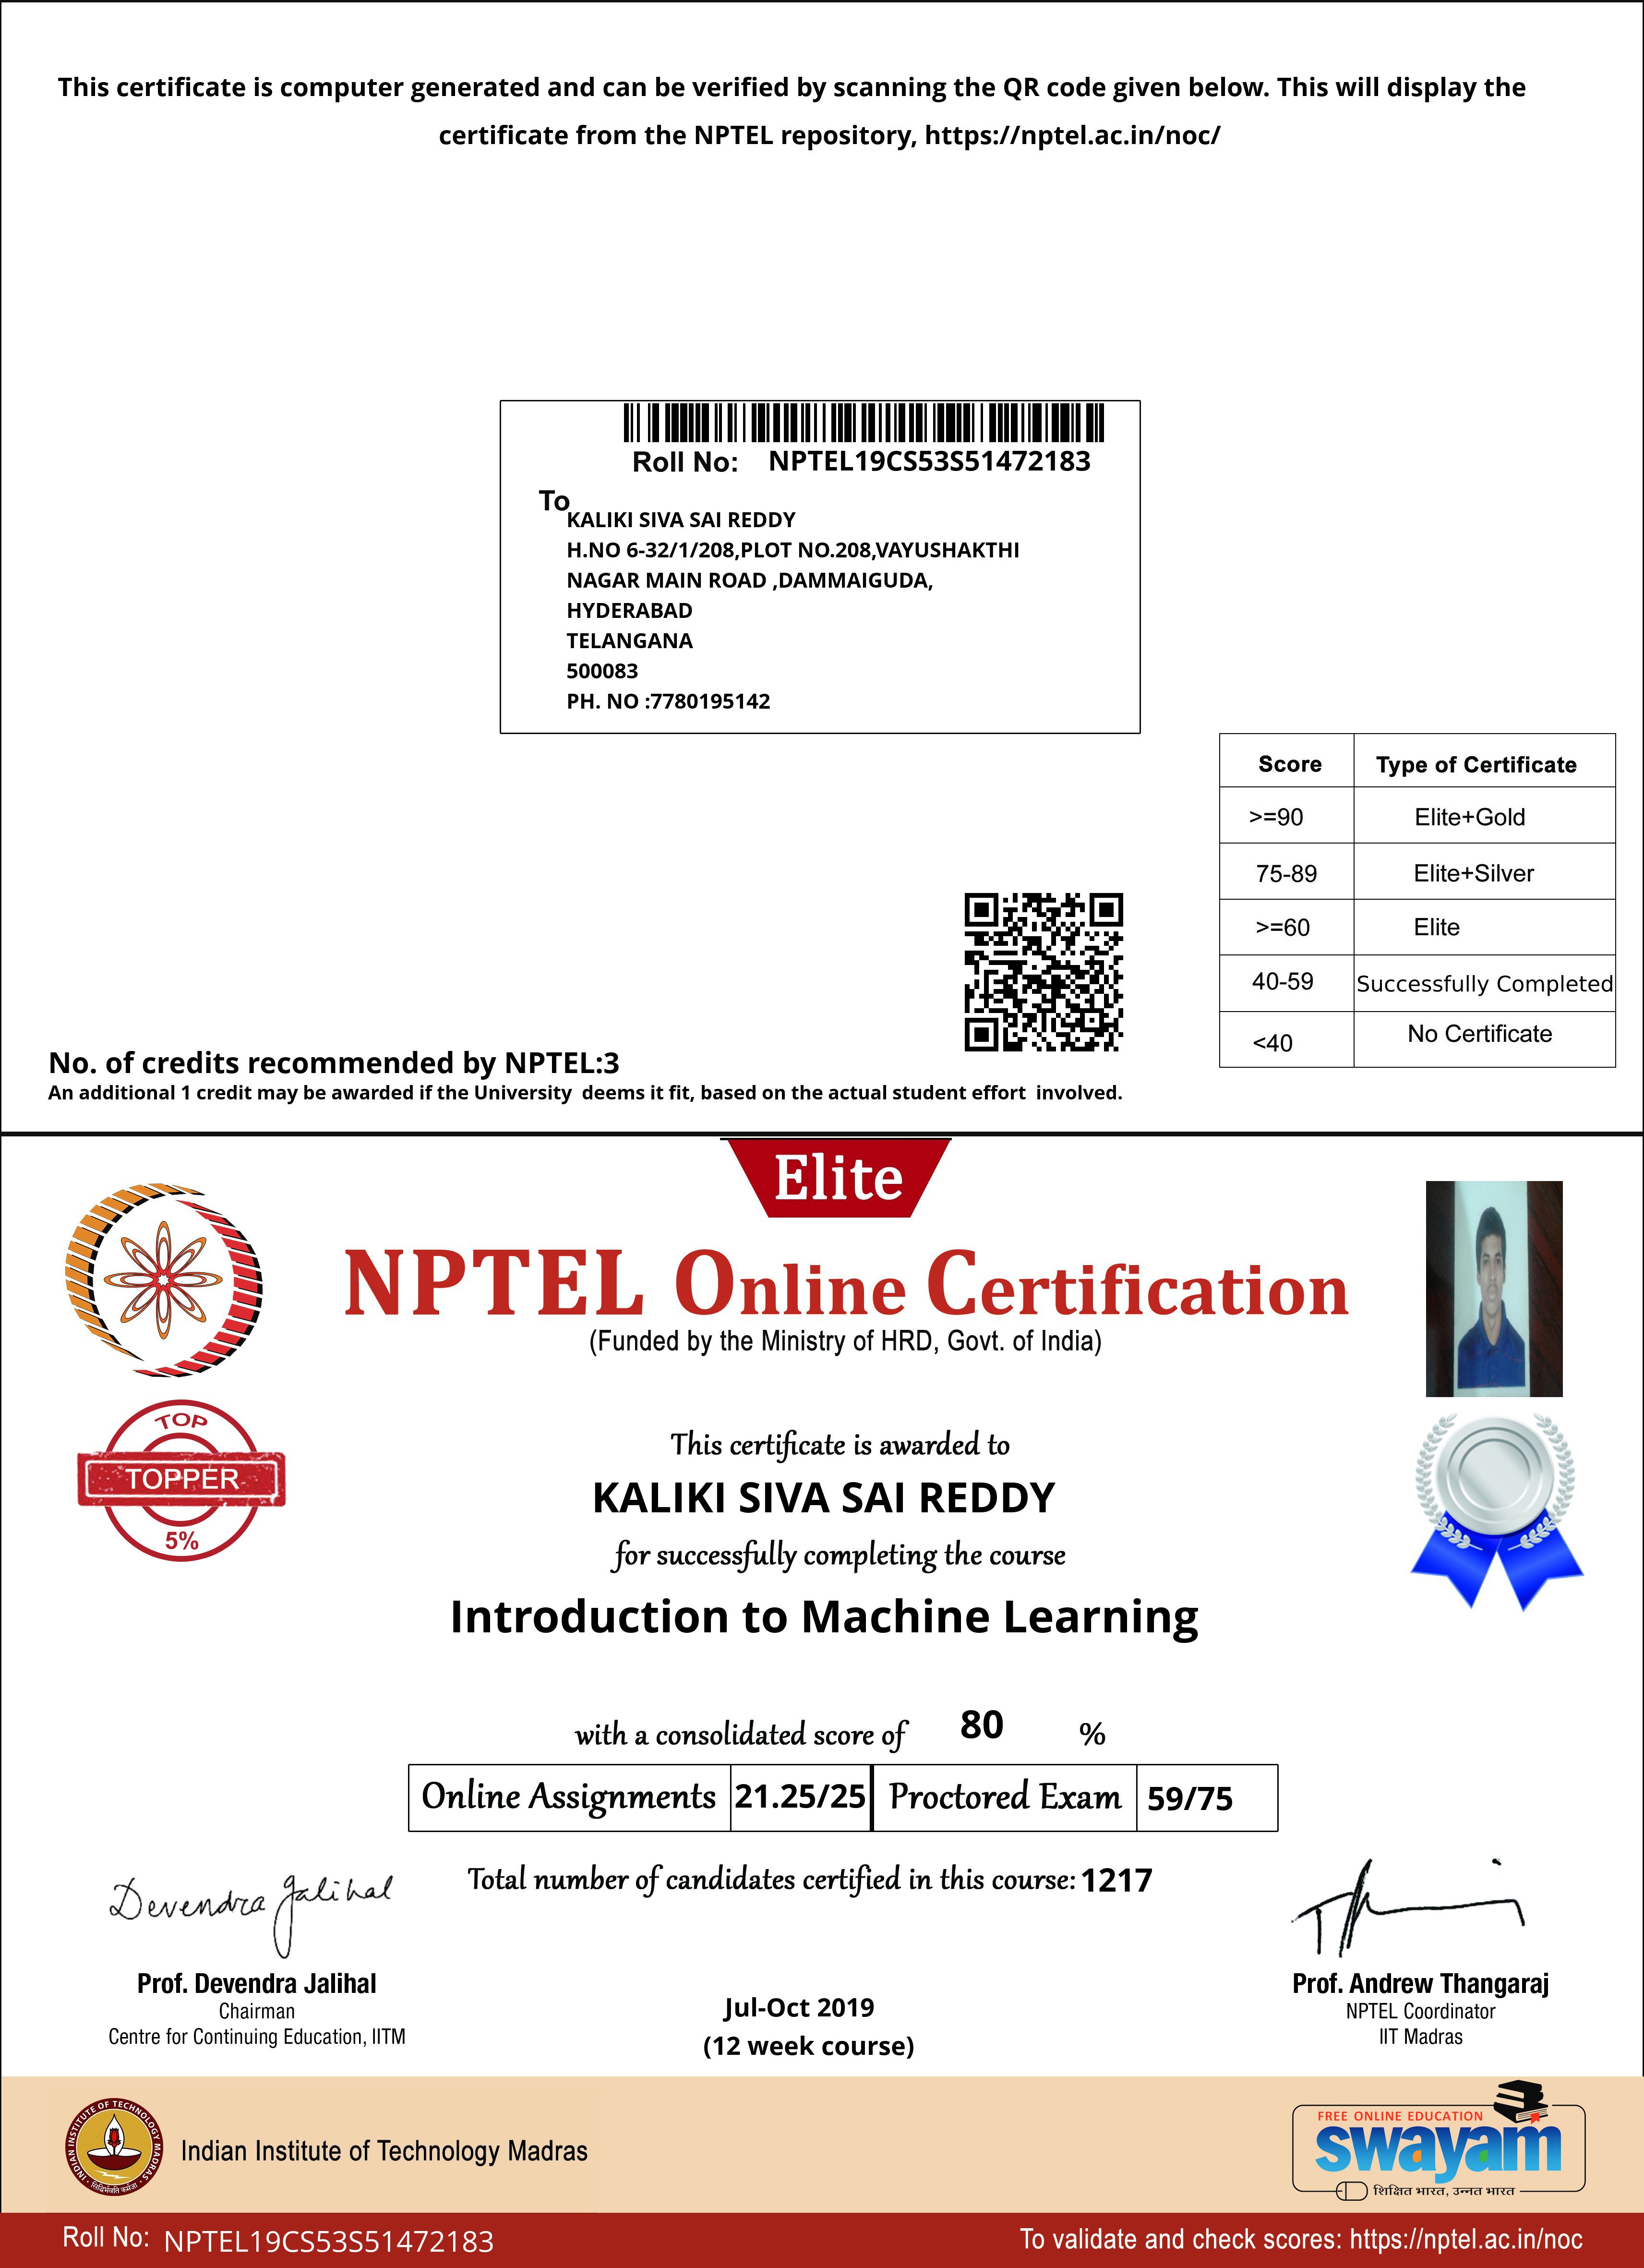 This certificate is computer generated and can be verified by scanning the QR code given below. This will display the
certificate from the NPTEL repository, https://nptel.ac.in/noc/
Roll No: NPTEL19CS53S51472183
To
KALIKI SIVA SAI REDDY
H.NO 6-32/1/208,PLOT NO.208,VAYUSHAKTHI
NAGAR MAIN ROAD ,DAMMAIGUDA,
HYDERABAD
TELANGANA
500083
PH. NO :7780195142
Score Type of Certificate
>=90 Elite+Gold
75-89 Elite+Silver
>=60 Elite
40-59 Successfully Completed
<40 No Certificate
No. of credits recommended by NPTEL:3
An additional 1 credit may be awarded if the University deems it fit, based on the actual student effort involved.
Elite
NPTEL Online Certification
(Funded by the Ministry of HRD, Govt. of India)
TOP
TOPPER
5%
This certificate is awarded to
KALIKI SIVA SAI REDDY
for successfully completing the course
Introduction to Machine Learning
with a consolidated score of 80 %
Online Assignments 21.25/25 Proctored Exam 59/75
Total number of candidates certified in this course: 1217
Devendra Jalihal
Prof. Devendra Jalihal
Chairman
Centre for Continuing Education, IITM
Jul-Oct 2019
(12 week course)
Prof. Andrew Thangaraj
NPTEL Coordinator
IIT Madras
INDIAN INSTITUTE OF TECHNOLOGY MADRAS
सिद्धिर्भवति कर्मजा
Indian Institute of Technology Madras
FREE ONLINE EDUCATION
swayam
शिक्षित भारत, उन्नत भारत
Roll No: NPTEL19CS53S51472183
To validate and check scores: https://nptel.ac.in/noc